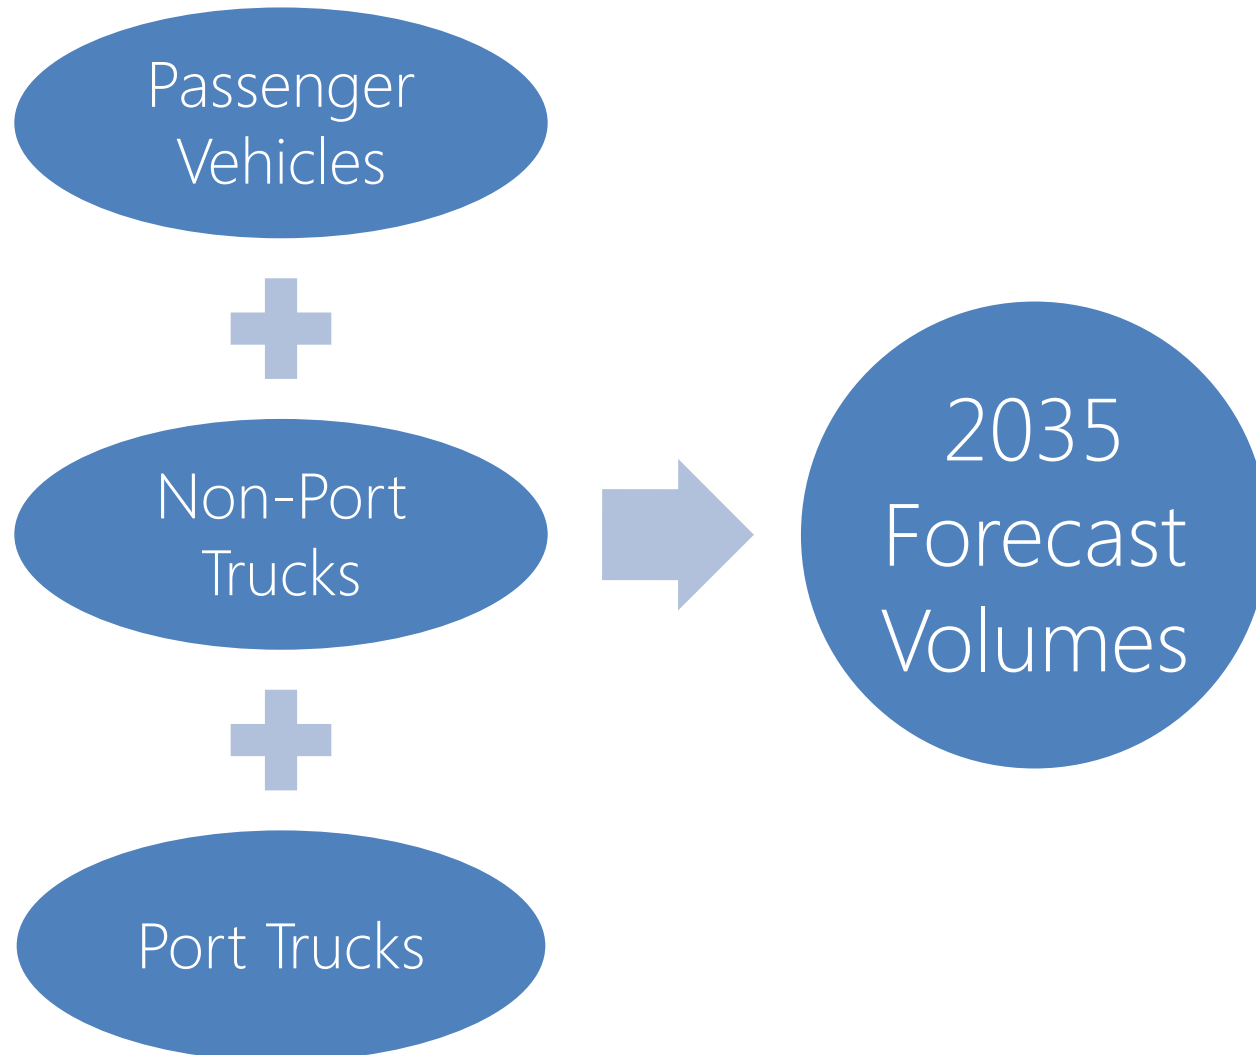 Passenger
Vehicles
Non-Port
Trucks
Port Trucks
2035
Forecast
Volumes